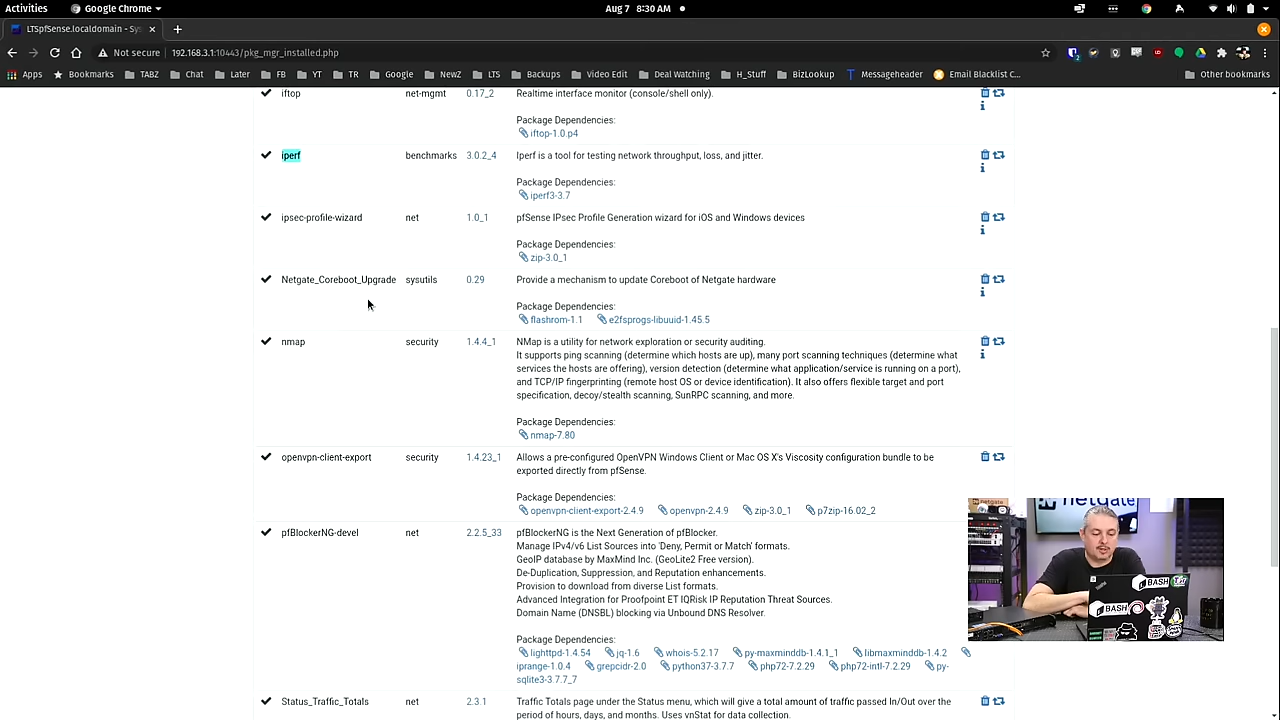 Activities
Google Chrome
Aug 7 8:30 AM
LTSpfSense.localdomain - Sy
Not secure
192.168.3.1:10443/pkg_mgr_installed.php
Apps
Bookmarks
TABZ
Chat
Later
FB
YT
TR
Google
NewZ
LTS
Backups
Video Edit
Deal Watching
H_Stuff
BizLookup
Messageheader
Email Blacklist C...
Other bookmarks
iftop net-mgmt 0.17_2 Realtime interface monitor (console/shell only).
Package Dependencies:
iftop-1.0.p4
iperf benchmarks 3.0.2_4 Iperf is a tool for testing network throughput, loss, and jitter.
Package Dependencies:
iperf3-3.7
ipsec-profile-wizard net 1.0_1 pfSense IPsec Profile Generation wizard for iOS and Windows devices
Package Dependencies:
zip-3.0_1
Netgate_Coreboot_Upgrade sysutils 0.29 Provide a mechanism to update Coreboot of Netgate hardware
Package Dependencies:
flashrom-1.1 e2fsprogs-libuuid-1.45.5
nmap security 1.4.4_1 NMap is a utility for network exploration or security auditing.
It supports ping scanning (determine which hosts are up), many port scanning techniques (determine what
services the hosts are offering), version detection (determine what application/service is running on a port),
and TCP/IP fingerprinting (remote host OS or device identification). It also offers flexible target and port
specification, decoy/stealth scanning, SunRPC scanning, and more.
Package Dependencies:
nmap-7.80
openvpn-client-export security 1.4.23_1 Allows a pre-configured OpenVPN Windows Client or Mac OS X's Viscosity configuration bundle to be
exported directly from pfSense.
Package Dependencies:
openvpn-client-export-2.4.9 openvpn-2.4.9 zip-3.0_1 p7zip-16.02_2
pfBlockerNG-devel net 2.2.5_33 pfBlockerNG is the Next Generation of pfBlocker.
Manage IPv4/v6 List Sources into 'Deny, Permit or Match' formats.
GeoIP database by MaxMind Inc. (GeoLite2 Free version).
De-Duplication, Suppression, and Reputation enhancements.
Provision to download from diverse List formats.
Advanced Integration for Proofpoint ET IQRisk IP Reputation Threat Sources.
Domain Name (DNSBL) blocking via Unbound DNS Resolver.
Package Dependencies:
lighttpd-1.4.54 jq-1.6 whois-5.2.17 py-maxminddb-1.4.1_1 libmaxminddb-1.4.2
iprange-1.0.4 grepcidr-2.0 python37-3.7.7 php72-7.2.29 php72-intl-7.2.29 py-
sqlite3-3.7.7_7
Status_Traffic_Totals net 2.3.1 Traffic Totals page under the Status menu, which will give a total amount of traffic passed In/Out over the
period of hours, days, and months. Uses vnStat for data collection.
netgate
netgate
BASH
BASH